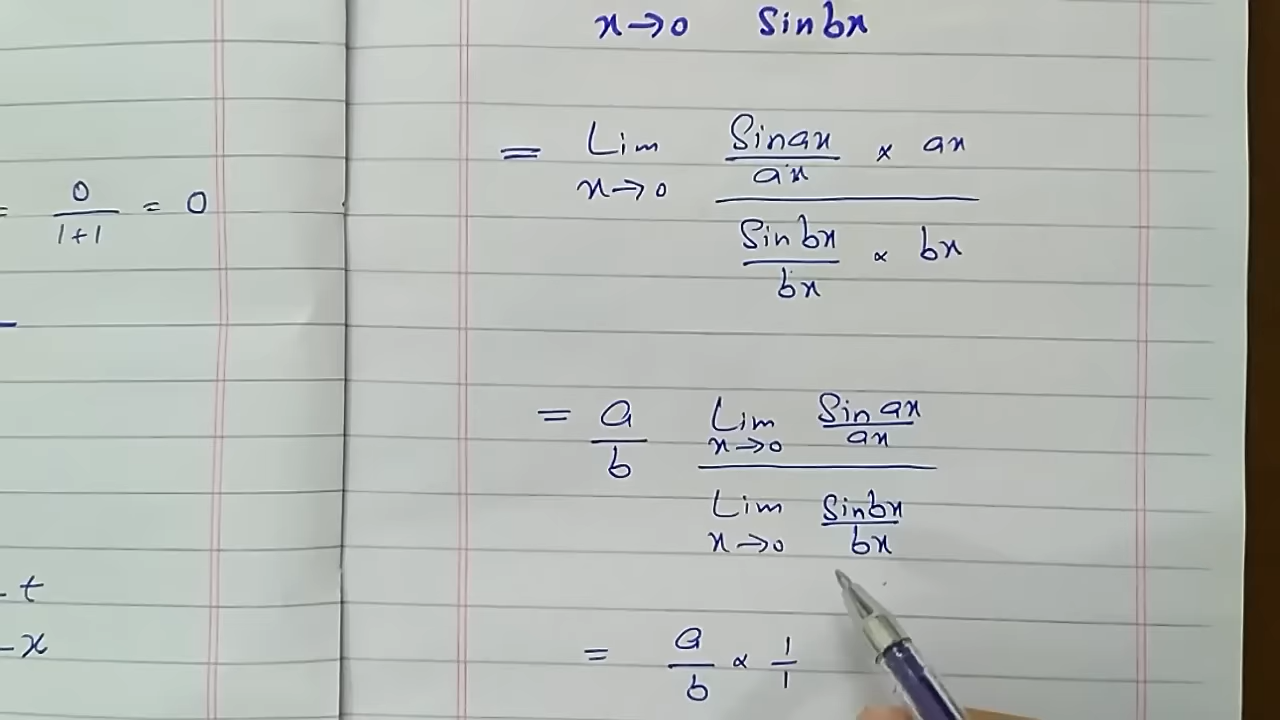 = 0/1+1 = 0
- t
- x
x→0 Sinbx
= Lim x→0 Sinax/ax × ax
Sinbx/bx × bx
= a/b Lim x→0 Sinax/ax
Lim x→0 Sinbx/bx
= a/b × 1/1